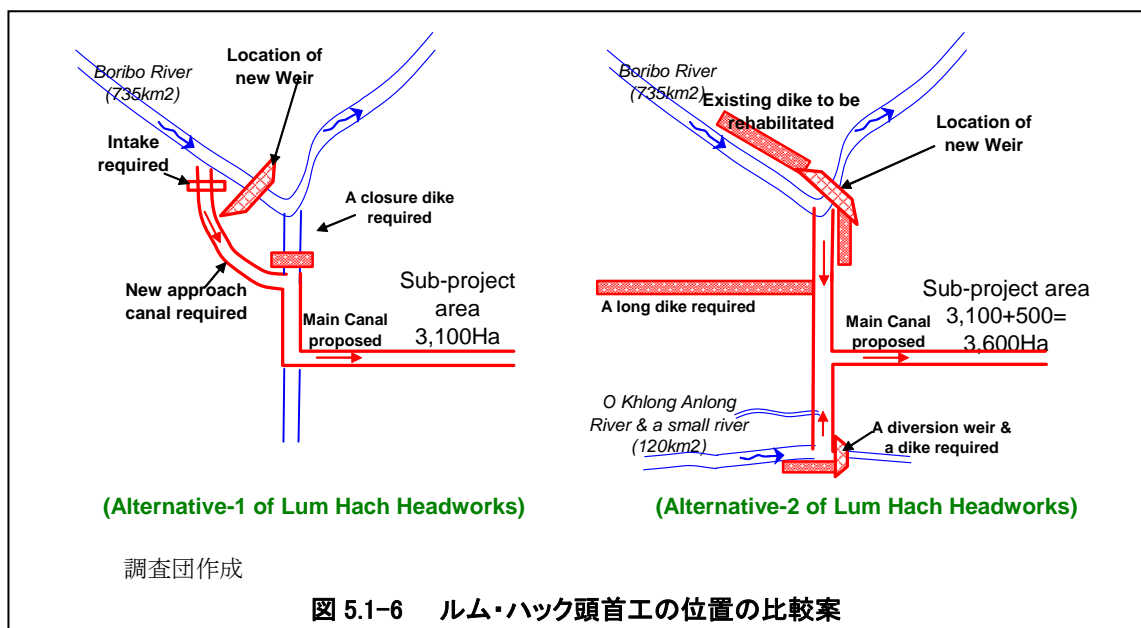 Boribo River
(735km2)
Location of
new Weir
Intake
required
A closure dike
required
New approach
canal required
Sub-project
area
3,100Ha
Main Canal
proposed
(Alternative-1 of Lum Hach Headworks)
Boribo River
(735km2)
Existing dike to be
rehabilitated
Location of
new Weir
A long dike required
Sub-project area
3,100+500=
3,600Ha
Main Canal
proposed
O Khlong Anlong
River & a small river
(120km2)
A diversion weir &
a dike required
(Alternative-2 of Lum Hach Headworks)
調査団作成
図 5.1-6 ルム・ハック頭首工の位置の比較案